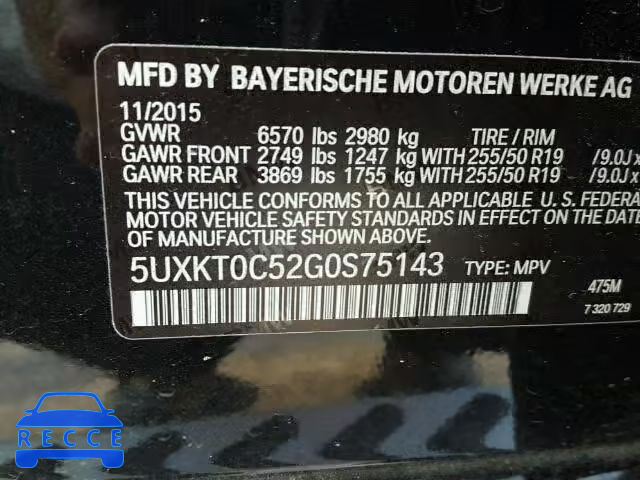 MFD BY BAYERISCHE MOTOREN WERKE AG
11/2015
GVWR 6570 lbs 2980 kg TIRE / RIM
GAWR FRONT 2749 lbs 1247 kg WITH 255/50 R19 /9.0J x
GAWR REAR 3869 lbs 1755 kg WITH 255/50 R19 /9.0J x
THIS VEHICLE CONFORMS TO ALL APPLICABLE U. S. FEDERA
MOTOR VEHICLE SAFETY STANDARDS IN EFFECT ON THE DATE
MANUFACTURE SHOWN ABOVE.
5UXKT0C52G0S75143 TYPE: MPV
475M
7 320 729
RECCE